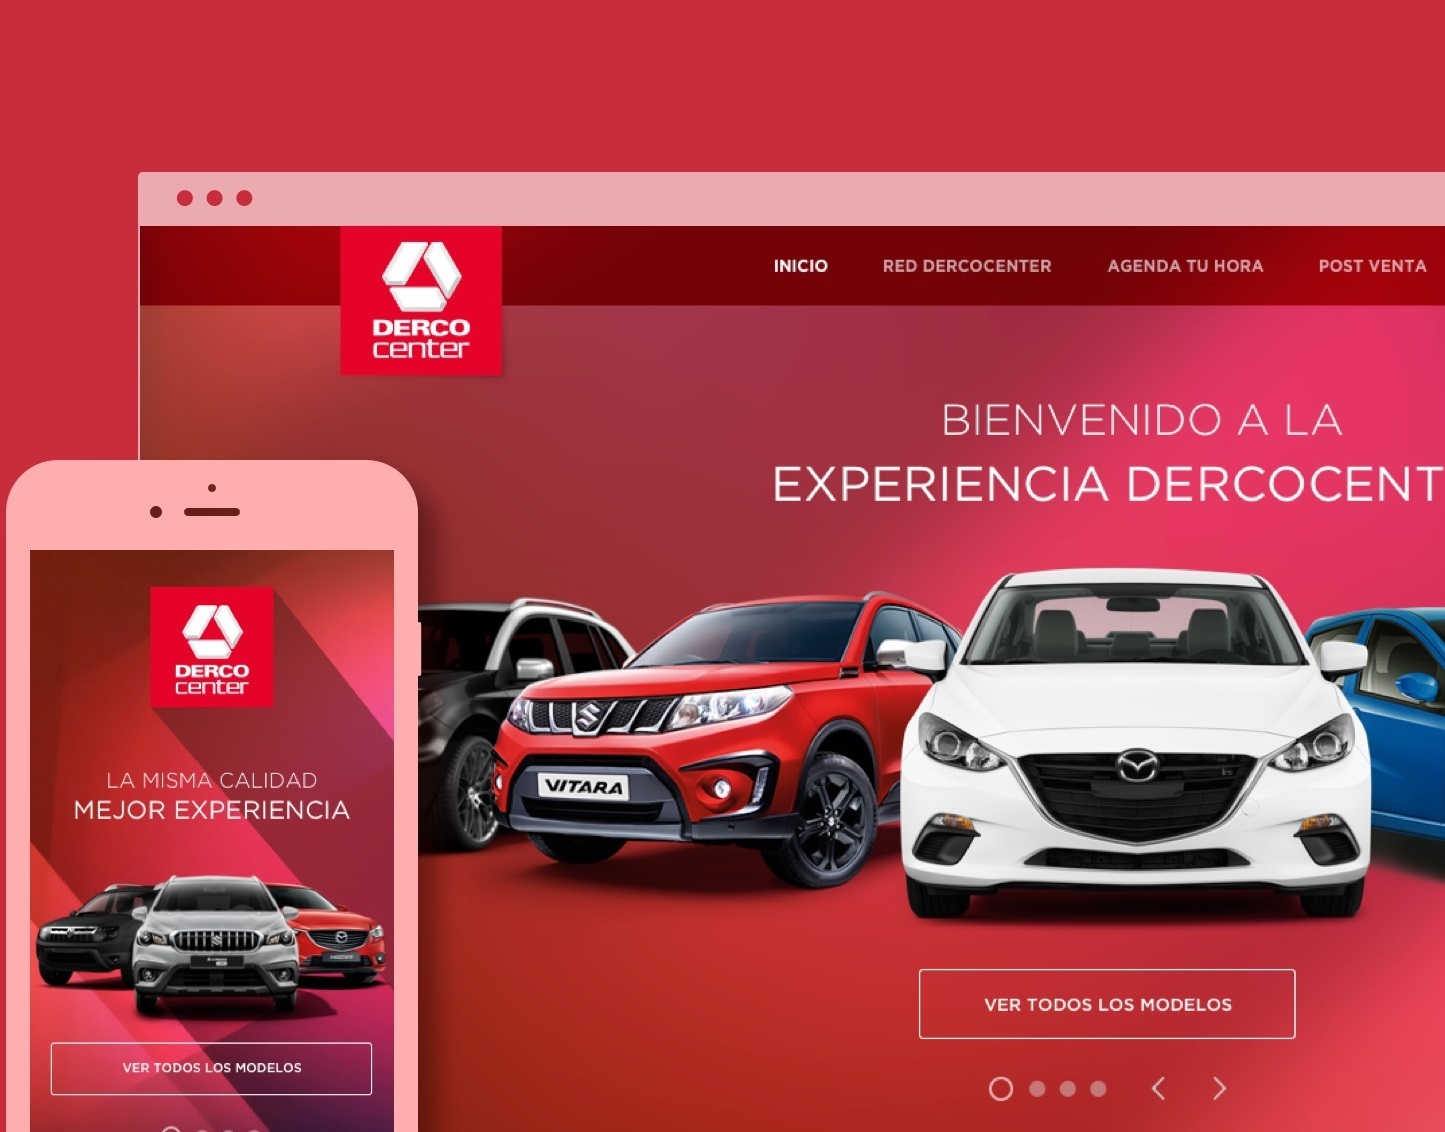 DERCO
center
INICIO
RED DERCOCENTER
AGENDA TU HORA
POST VENTA
BIENVENIDO A LA
EXPERIENCIA DERCOCENT
VITARA
VER TODOS LOS MODELOS
DERCO
center
LA MISMA CALIDAD
MEJOR EXPERIENCIA
VER TODOS LOS MODELOS